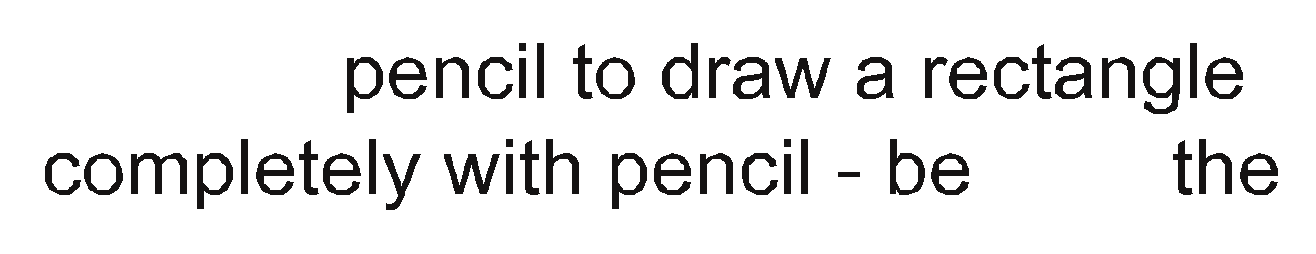 pencil to draw a rectangle
completely with pencil - be the